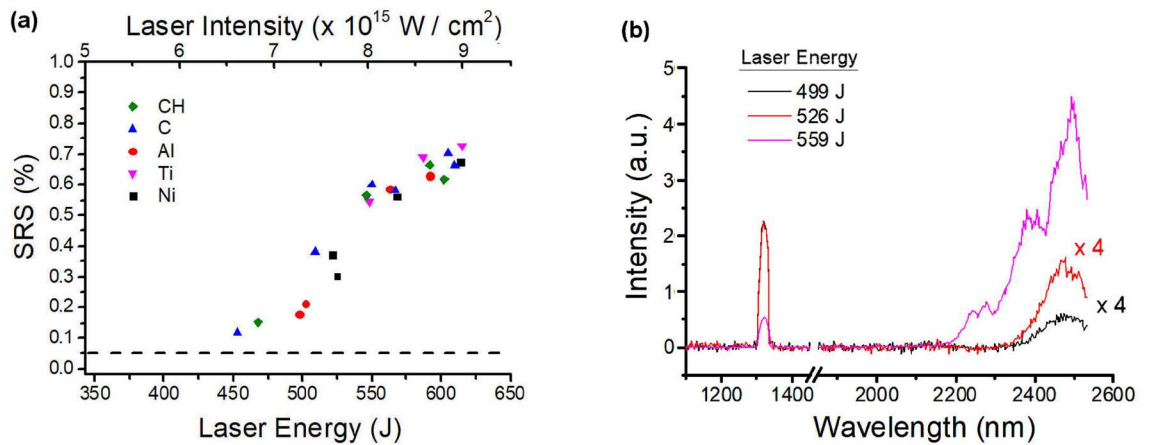 (a)
Laser Intensity (x 10^15 W / cm^2)
5 6 7 8 9
1.0
0.9
0.8
0.7
0.6
0.5
0.4
0.3
0.2
0.1
0.0
SRS (%)
CH
C
Al
Ti
Ni
350 400 450 500 550 600 650
Laser Energy (J)
(b)
Laser Energy
499 J
526 J
559 J
5
4
3
2
1
0
Intensity (a.u.)
x 4
x 4
1200 1400 2000 2200 2400 2600
Wavelength (nm)